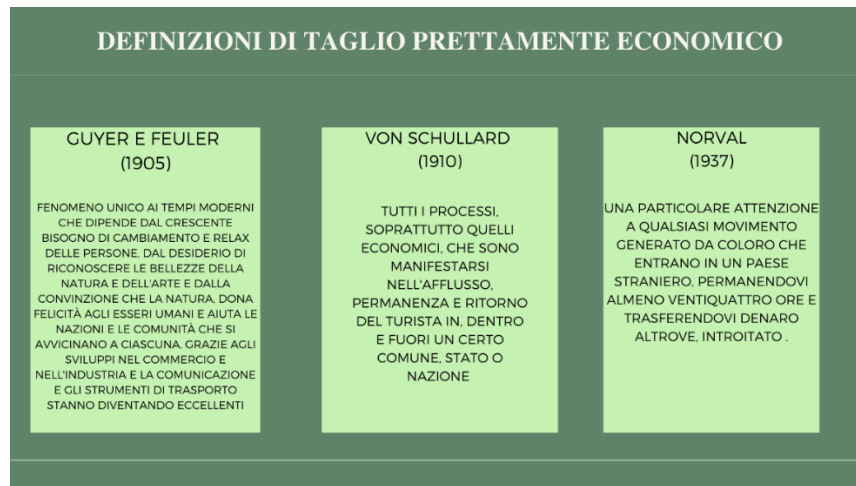 DEFINIZIONI DI TAGLIO PRETTAMENTE ECONOMICO
GUYER E FEULER
(1905)
FENOMENO UNICO AI TEMPI MODERNI
CHE DIPENDE DAL CRESCENTE
BISOGNO DI CAMBIAMENTO E RELAX
DELLE PERSONE, DAL DESIDERIO DI
RICONOSCERE LE BELLEZZE DELLA
NATURA E DELL'ARTE E DALLA
CONVINZIONE CHE LA NATURA, DONA
FELICITÀ AGLI ESSERI UMANI E AIUTA LE
NAZIONI E LE COMUNITÀ CHE SI
AVVICINANO A CIASCUNA, GRAZIE AGLI
SVILUPPI NEL COMMERCIO E
NELL'INDUSTRIA E LA COMUNICAZIONE
E GLI STRUMENTI DI TRASPORTO
STANNO DIVENTANDO ECCELLENTI
VON SCHULLARD
(1910)
TUTTI I PROCESSI,
SOPRATTUTTO QUELLI
ECONOMICI, CHE SONO
MANIFESTARSI
NELL'AFFLUSSO,
PERMANENZA E RITORNO
DEL TURISTA IN, DENTRO
E FUORI UN CERTO
COMUNE, STATO O
NAZIONE
NORVAL
(1937)
UNA PARTICOLARE ATTENZIONE
A QUALSIASI MOVIMENTO
GENERATO DA COLORO CHE
ENTRANO IN UN PAESE
STRANIERO, PERMANENDOVI
ALMENO VENTIQUATTRO ORE E
TRASFERENDOVI DENARO
ALTROVE, INTROITATO .